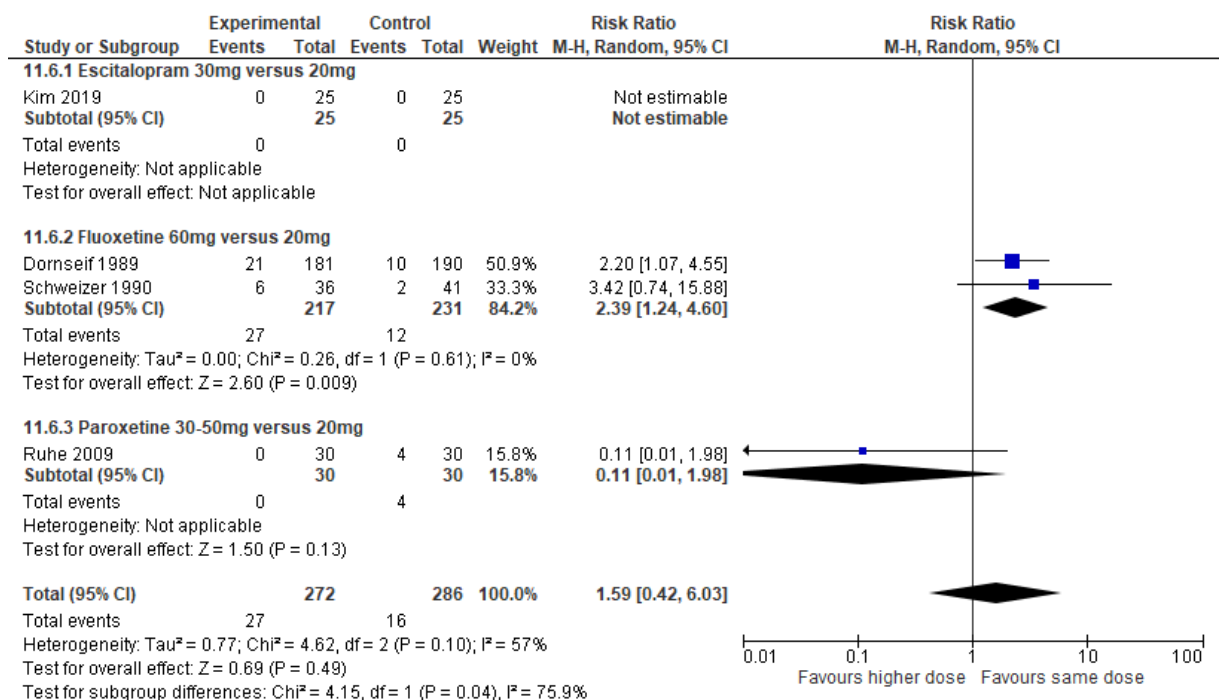 Experimental Control Risk Ratio Risk Ratio
Study or Subgroup Events Total Events Total Weight M-H, Random, 95% CI M-H, Random, 95% CI
11.6.1 Escitalopram 30mg versus 20mg
Kim 2019 0 25 0 25 Not estimable
Subtotal (95% CI) 25 25 Not estimable
Total events 0 0
Heterogeneity: Not applicable
Test for overall effect: Not applicable
11.6.2 Fluoxetine 60mg versus 20mg
Dornseif 1989 21 181 10 190 50.9% 2.20 [1.07, 4.55]
Schweizer 1990 6 36 2 41 33.3% 3.42 [0.74, 15.88]
Subtotal (95% CI) 217 231 84.2% 2.39 [1.24, 4.60]
Total events 27 12
Heterogeneity: Tau² = 0.00; Chi² = 0.26, df = 1 (P = 0.61); I² = 0%
Test for overall effect: Z = 2.60 (P = 0.009)
11.6.3 Paroxetine 30-50mg versus 20mg
Ruhe 2009 0 30 4 30 15.8% 0.11 [0.01, 1.98]
Subtotal (95% CI) 30 30 15.8% 0.11 [0.01, 1.98]
Total events 0 4
Heterogeneity: Not applicable
Test for overall effect: Z = 1.50 (P = 0.13)
Total (95% CI) 272 286 100.0% 1.59 [0.42, 6.03]
Total events 27 16
Heterogeneity: Tau² = 0.77; Chi² = 4.62, df = 2 (P = 0.10); I² = 57%
Test for overall effect: Z = 0.69 (P = 0.49)
Test for subgroup differences: Chi² = 4.15, df = 1 (P = 0.04), I² = 75.9%
0.01 0.1 1 10 100
Favours higher dose Favours same dose